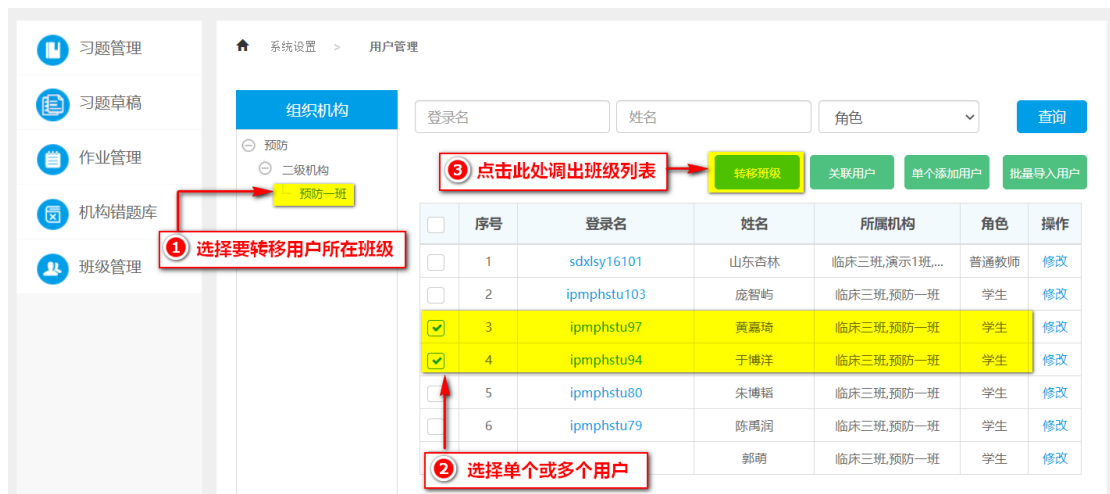 习题管理
习题草稿
作业管理
机构错题库
班级管理
系统设置 > 用户管理
组织机构
预防
二级机构
预防一班
① 选择要转移用户所在班级
登录名 姓名 角色 查询
③ 点击此处调出班级列表
转移班级 关联用户 单个添加用户 批量导入用户
序号 登录名 姓名 所属机构 角色 操作
1 sdxlsy16101 山东杏林 临床三班,演示1班,... 普通教师 修改
2 ipmphstu103 庞智屿 临床三班,预防一班 学生 修改
3 ipmphstu97 黄嘉琦 临床三班,预防一班 学生 修改
4 ipmphstu94 于博洋 临床三班,预防一班 学生 修改
5 ipmphstu80 朱博韬 临床三班,预防一班 学生 修改
6 ipmphstu79 陈禹润 临床三班,预防一班 学生 修改
郭萌 临床三班,预防一班 学生 修改
② 选择单个或多个用户